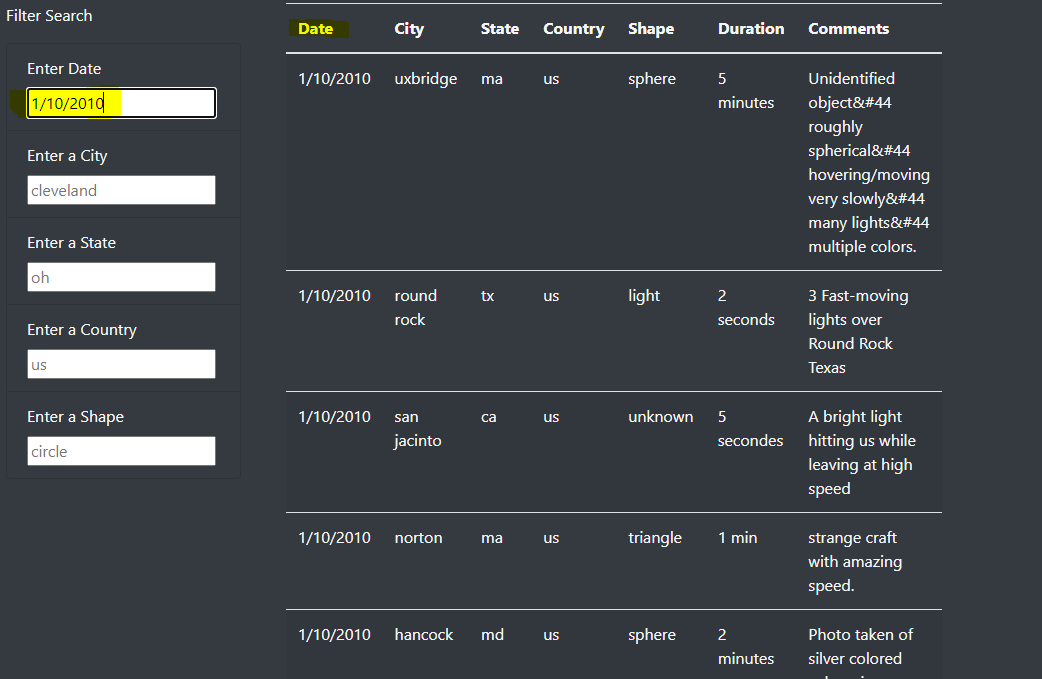 Filter Search
Enter Date
1/10/2010
Enter a City
cleveland
Enter a State
oh
Enter a Country
us
Enter a Shape
circle
Date City State Country Shape Duration Comments
1/10/2010 uxbridge ma us sphere 5 Unidentified
minutes object&#44
roughly
spherical&#44
hovering/moving
very slowly&#44
many lights&#44
multiple colors.
1/10/2010 round tx us light 2 3 Fast-moving
rock seconds lights over
Round Rock
Texas
1/10/2010 san ca us unknown 5 A bright light
jacinto secondes hitting us while
leaving at high
speed
1/10/2010 norton ma us triangle 1 min strange craft
with amazing
speed.
1/10/2010 hancock md us sphere 2 Photo taken of
minutes silver colored